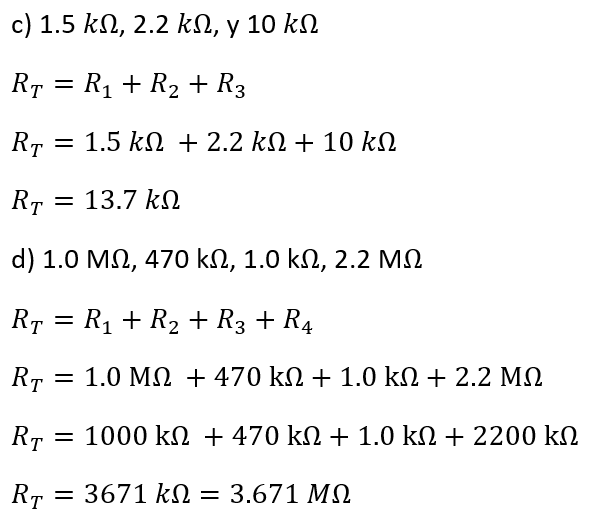 c) 1.5 kΩ, 2.2 kΩ, y 10 kΩ
R_T = R_1 + R_2 + R_3
R_T = 1.5 kΩ + 2.2 kΩ + 10 kΩ
R_T = 13.7 kΩ
d) 1.0 MΩ, 470 kΩ, 1.0 kΩ, 2.2 MΩ
R_T = R_1 + R_2 + R_3 + R_4
R_T = 1.0 MΩ + 470 kΩ + 1.0 kΩ + 2.2 MΩ
R_T = 1000 kΩ + 470 kΩ + 1.0 kΩ + 2200 kΩ
R_T = 3671 kΩ = 3.671 MΩ